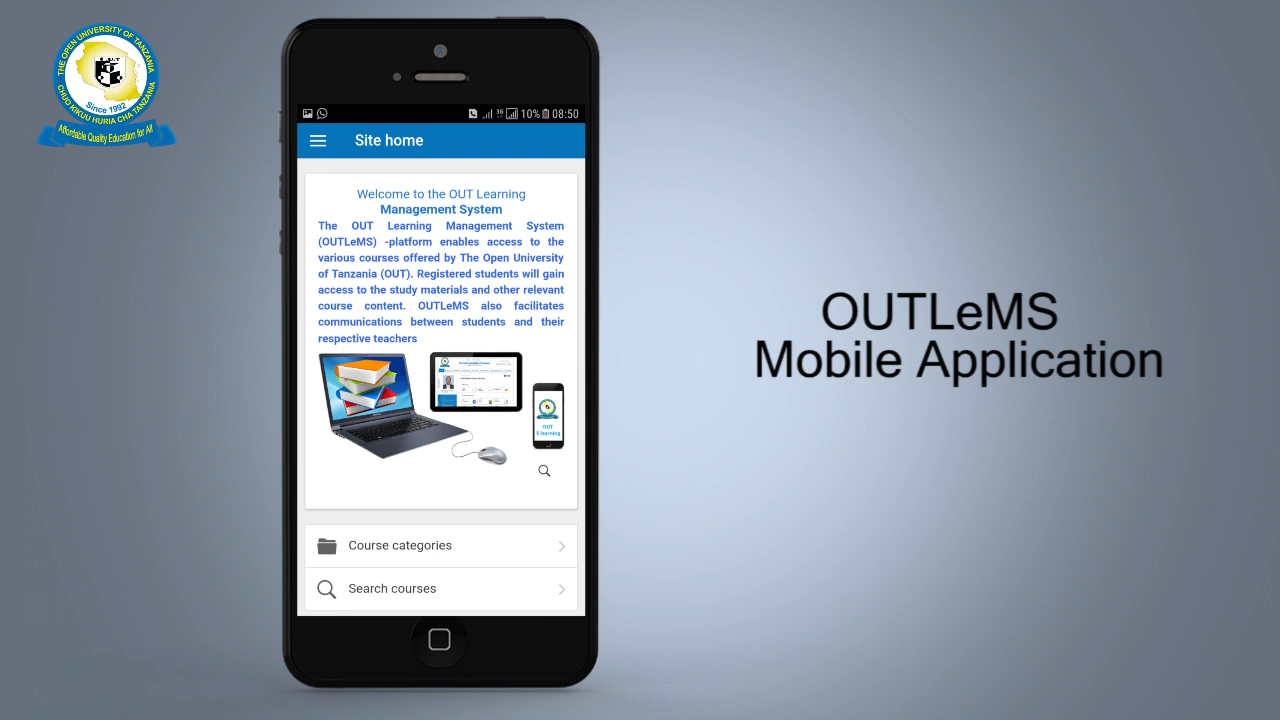 THE OPEN UNIVERSITY OF TANZANIA
Since 1992
CHUO KIKUU HURIA CHA TANZANIA
Affordable Quality Education for All
10% 08:50
Site home
Welcome to the OUT Learning
Management System
The OUT Learning Management System
(OUTLeMS) -platform enables access to the
various courses offered by The Open University
of Tanzania (OUT). Registered students will gain
access to the study materials and other relevant
course content. OUTLeMS also facilitates
communications between students and their
respective teachers
OUT
E learning
Course categories
Search courses
OUTLeMS
Mobile Application